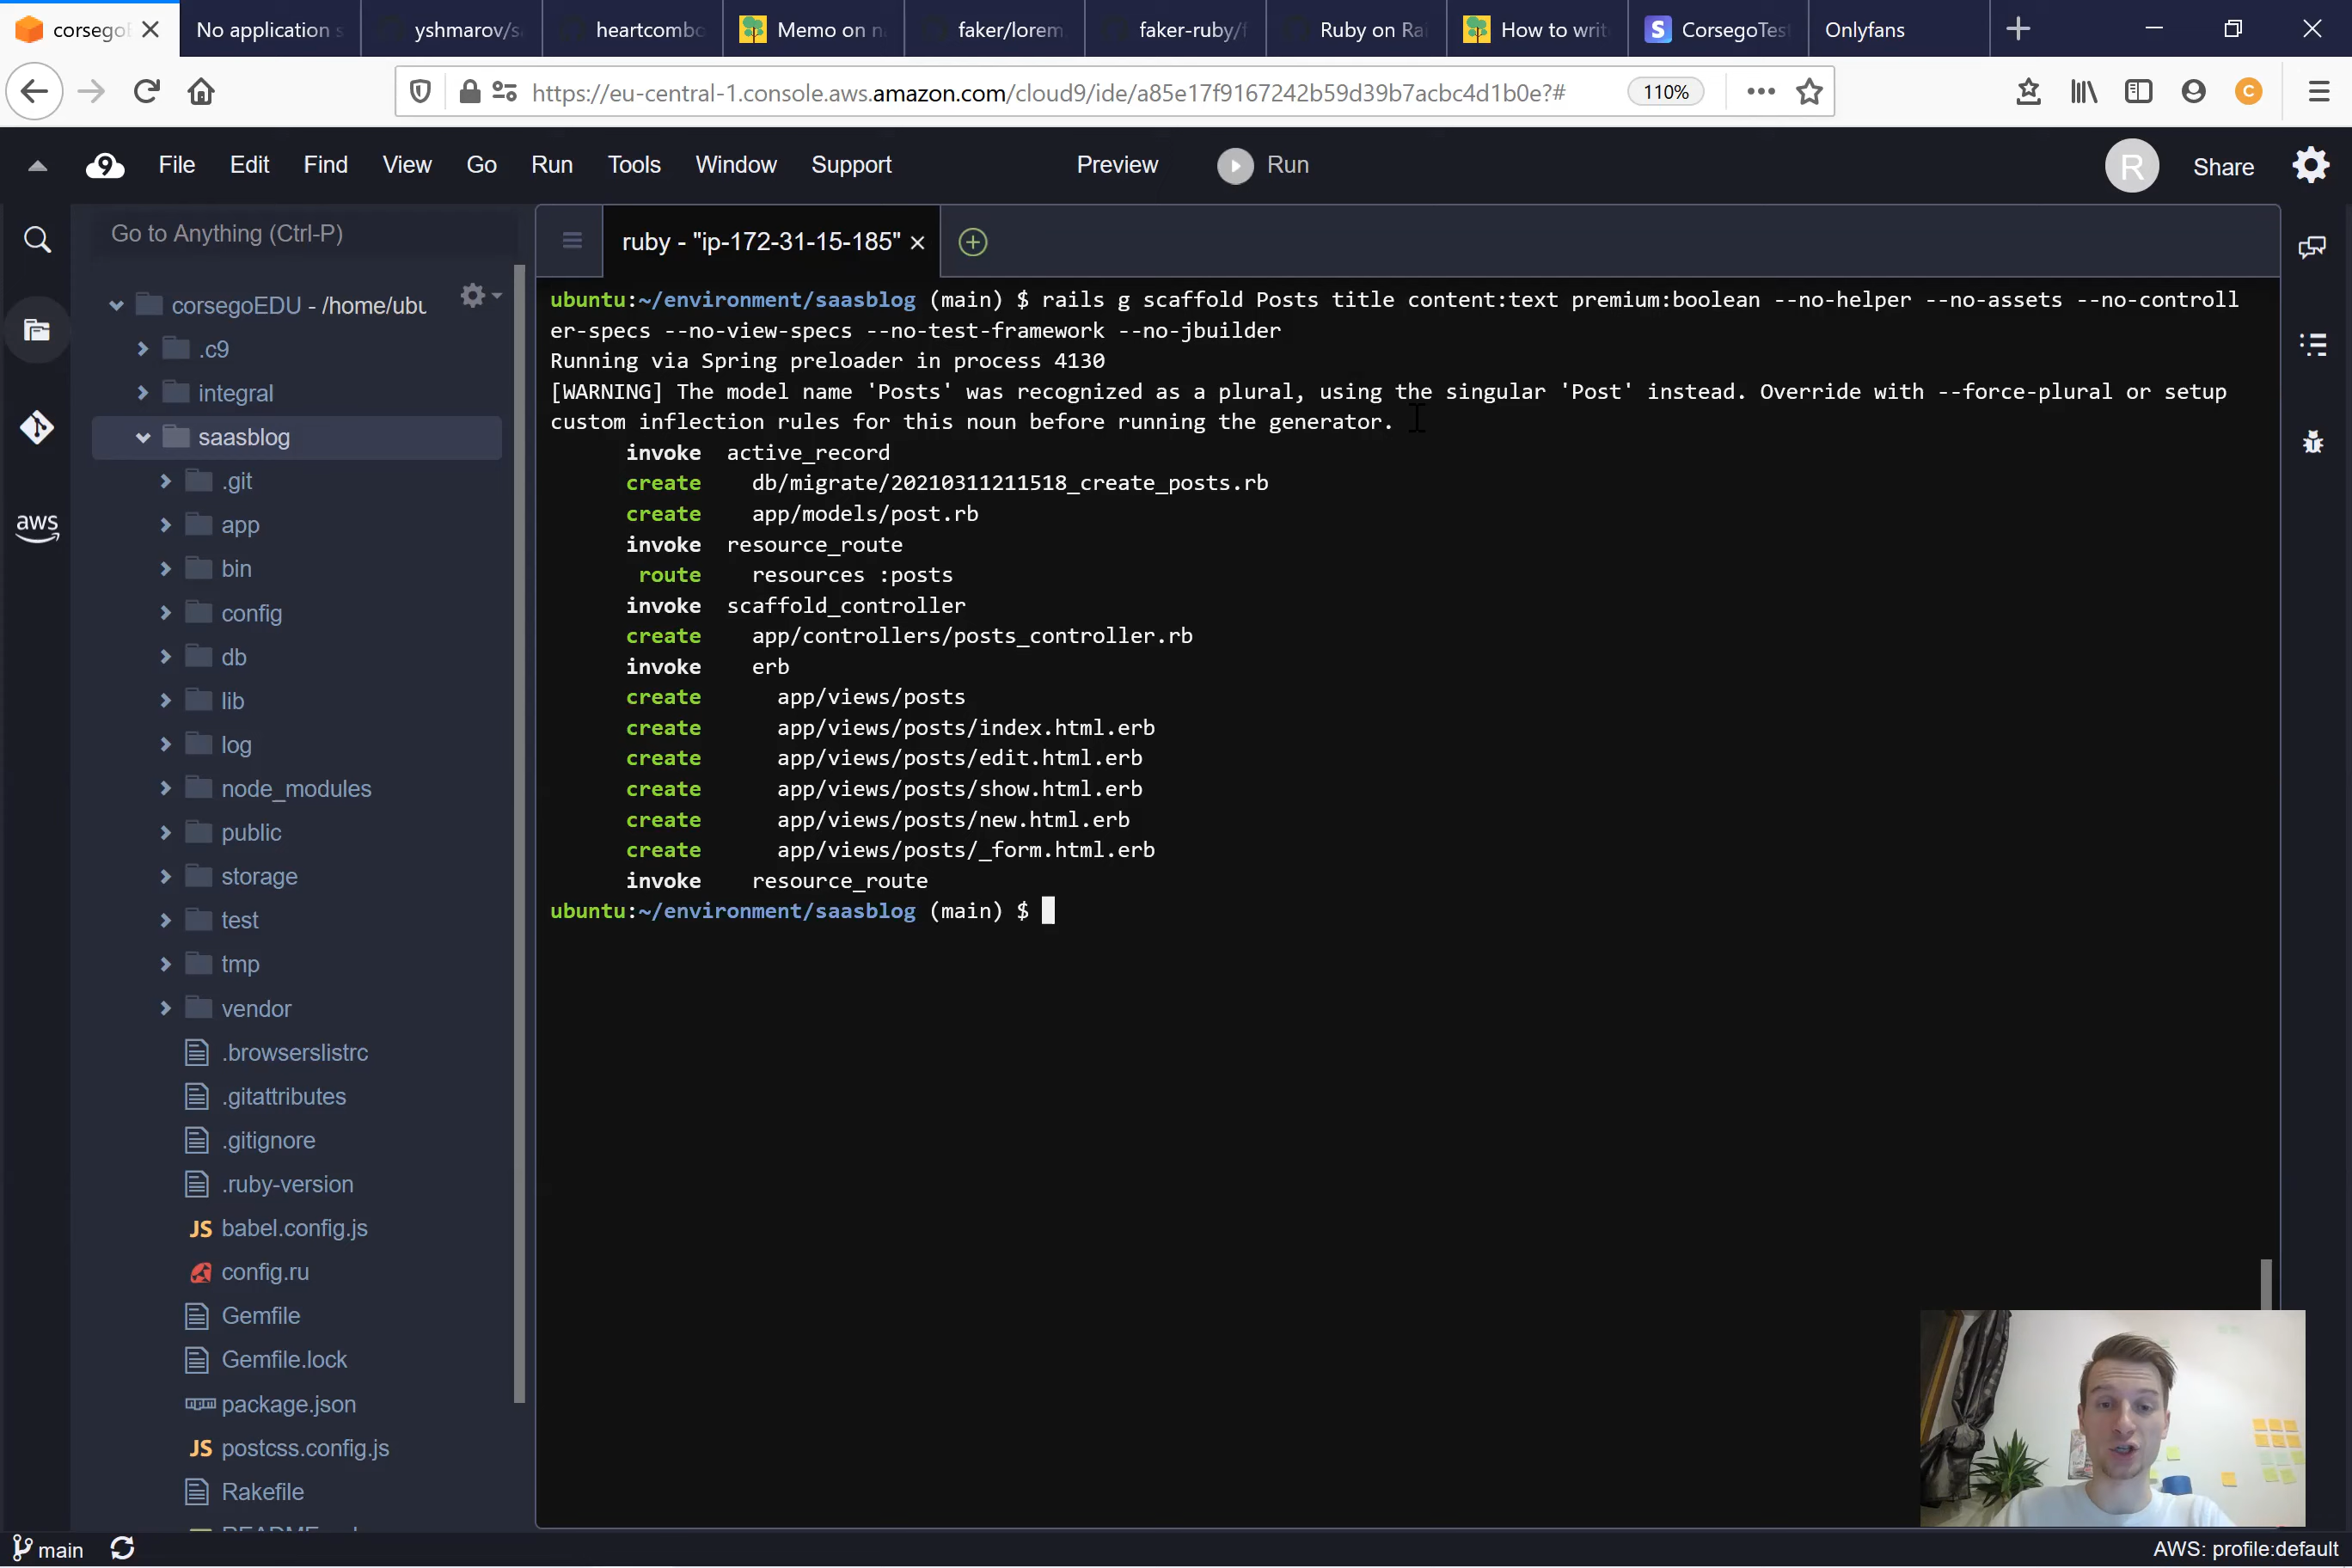 corsego
No application
yshmarov/s
heartcombo
Memo on n
faker/lorem
faker-ruby/f
Ruby on Rai
How to writ
CorsegoTes
Onlyfans
https://eu-central-1.console.aws.amazon.com/cloud9/ide/a85e17f9167242b59d39b7acbc4d1b0e?#
110%
C
9
File
Edit
Find
View
Go
Run
Tools
Window
Support
Preview
Run
R
Share
Go to Anything (Ctrl-P)
ruby - "ip-172-31-15-185"
corsegoEDU - /home/ubu
.c9
integral
saasblog
.git
app
bin
config
db
lib
log
node_modules
public
storage
test
tmp
vendor
.browserslistrc
.gitattributes
.gitignore
.ruby-version
JS babel.config.js
config.ru
Gemfile
Gemfile.lock
package.json
JS postcss.config.js
Rakefile
aws
ubuntu:~/environment/saasblog (main) $ rails g scaffold Posts title content:text premium:boolean --no-helper --no-assets --no-controll
er-specs --no-view-specs --no-test-framework --no-jbuilder
Running via Spring preloader in process 4130
[WARNING] The model name 'Posts' was recognized as a plural, using the singular 'Post' instead. Override with --force-plural or setup
custom inflection rules for this noun before running the generator.
invoke active_record
create db/migrate/20210311211518_create_posts.rb
create app/models/post.rb
invoke resource_route
route resources :posts
invoke scaffold_controller
create app/controllers/posts_controller.rb
invoke erb
create app/views/posts
create app/views/posts/index.html.erb
create app/views/posts/edit.html.erb
create app/views/posts/show.html.erb
create app/views/posts/new.html.erb
create app/views/posts/_form.html.erb
invoke resource_route
ubuntu:~/environment/saasblog (main) $
main
AWS: profile:default